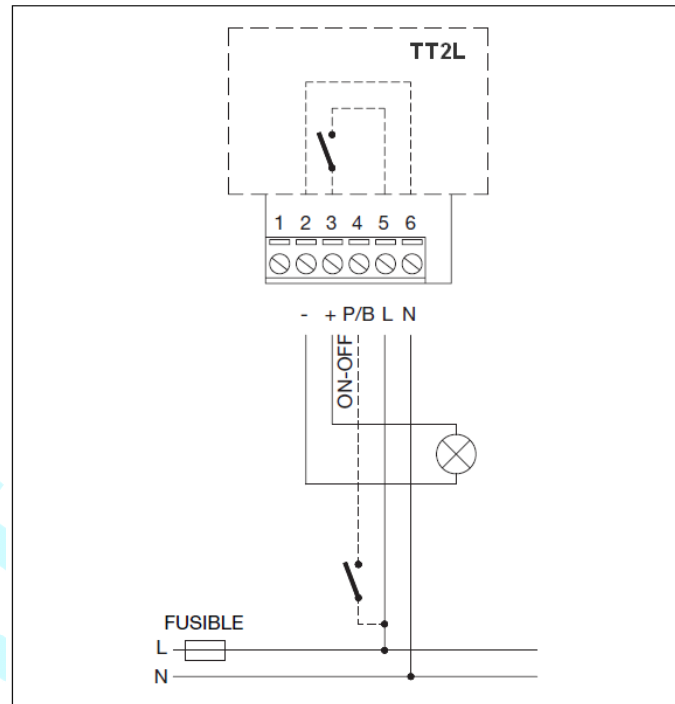 TT2L
1 2 3 4 5 6
- + P/B L N
ON-OFF
FUSIBLE
L
N